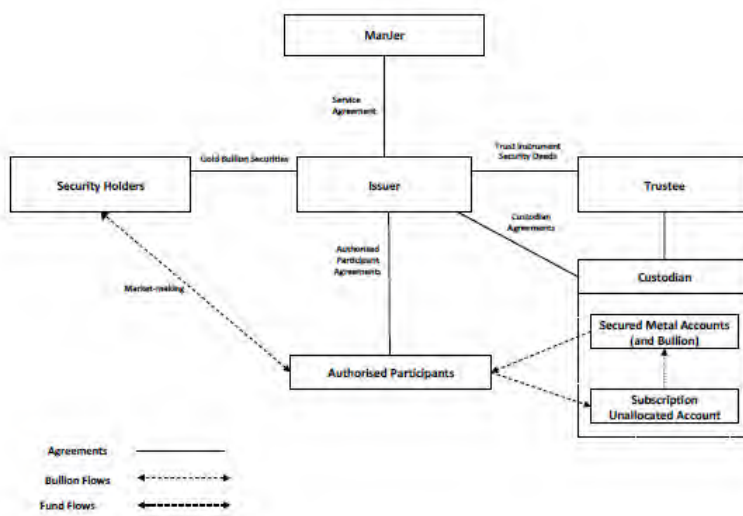 ManJer
Service
Agreement
Gold Bullion Securities
Trust Instrument
Security Deeds
Security Holders
Issuer
Trustee
Custodian
Agreements
Authorised
Participant
Agreements
Custodian
Market-making
Secured Metal Accounts
(and Bullion)
Authorised Participants
Subscription
Unallocated Account
Agreements
Bullion Flows
Fund Flows